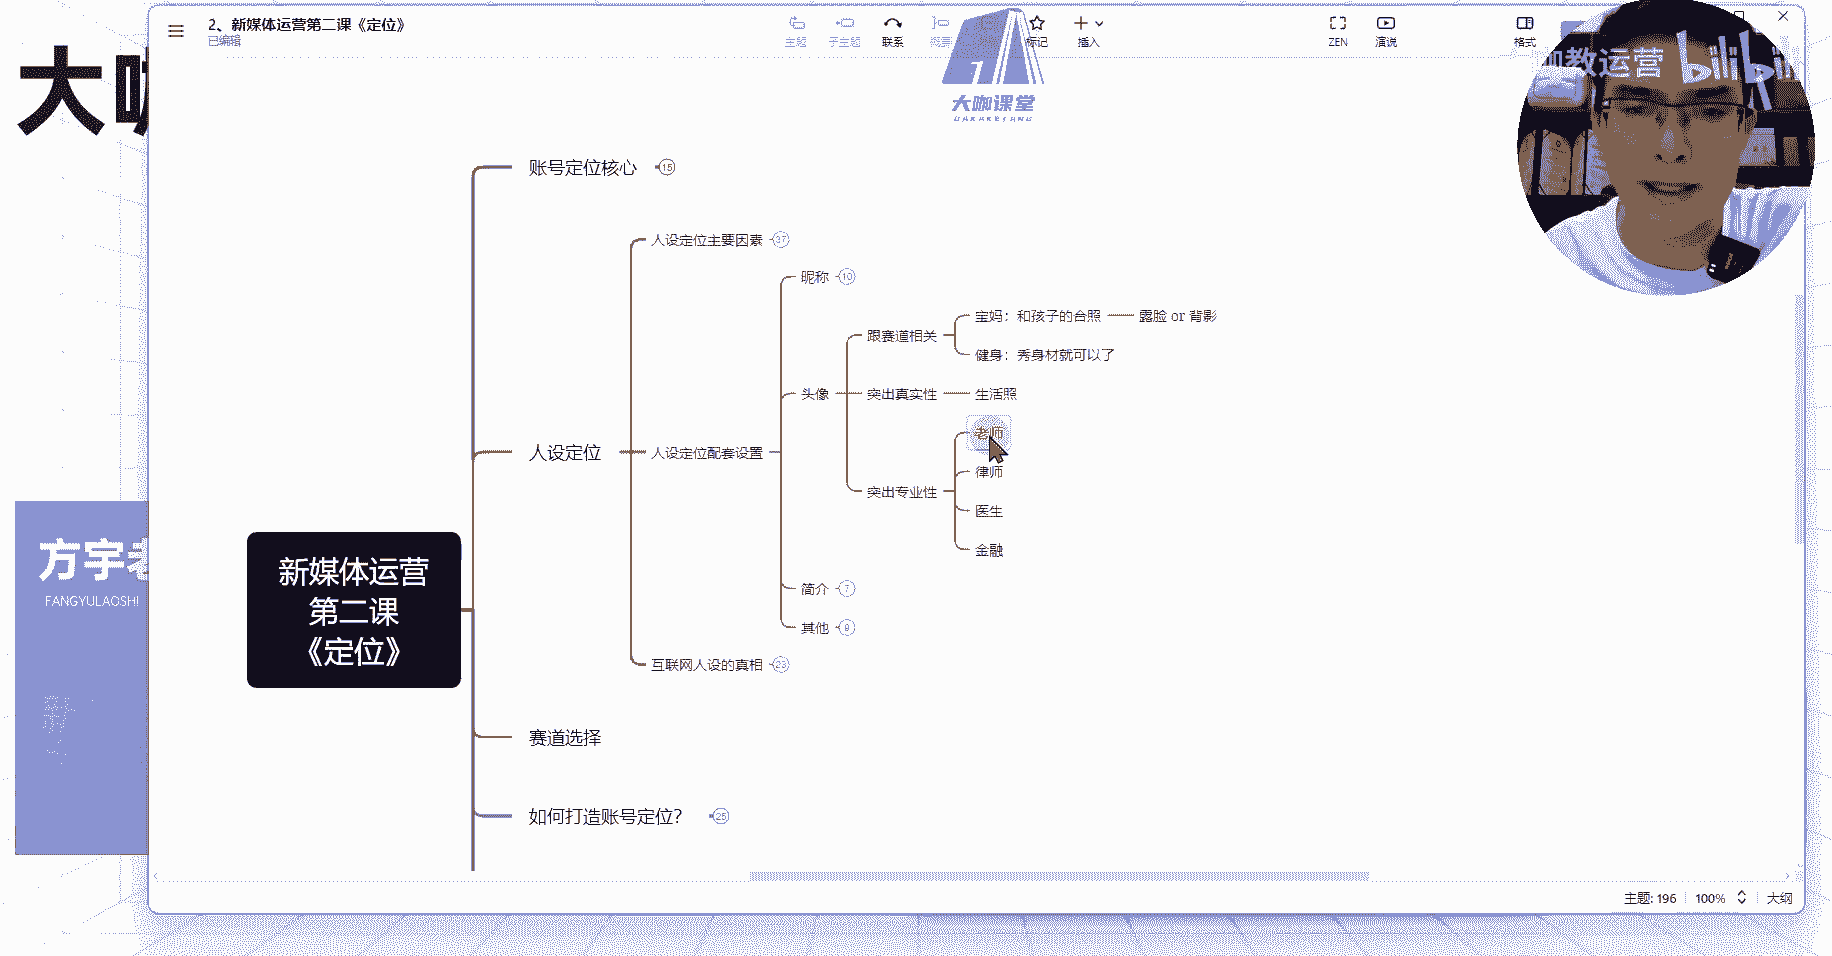 2、新媒体运营第二课《定位》
已编辑
主题
子主题
联系
概要
标记
插入
ZEN
演说
格式
大咖课堂
DAKAKETANG
咖教运营 bilibili
大咖
账号定位核心 15
人设定位主要因素 37
昵称 10
宝妈：和孩子的合照 露脸 or 背影
跟赛道相关
健身：秀身材就可以了
头像
突出真实性
生活照
老师
人设定位
人设定位配套设置
律师
突出专业性
医生
金融
方宇老
FANGYULAOSHI
新媒体运营
第二课
《定位》
简介 7
其他 9
互联网人设的真相 23
赛道选择
如何打造账号定位？ 25
主题: 196
100%
大纲